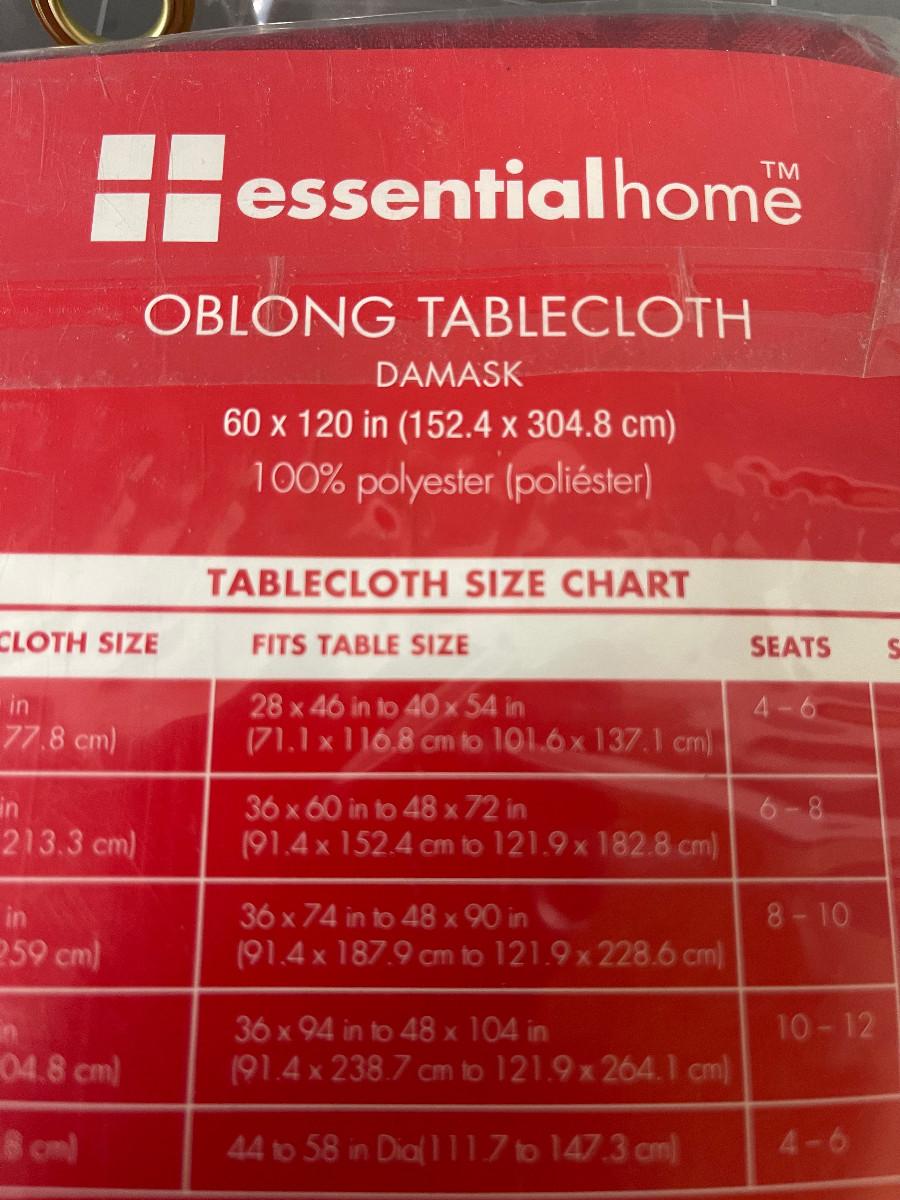 essentialhome™
OBLONG TABLECLOTH
DAMASK
60 x 120 in (152.4 x 304.8 cm)
100% polyester (poliéster)
TABLECLOTH SIZE CHART
CLOTH SIZE FITS TABLE SIZE SEATS S
in 28 x 46 in to 40 x 54 in 4 – 6
77.8 cm) (71.1 x 116.8 cm to 101.6 x 137.1 cm)
in 36 x 60 in to 48 x 72 in 6 – 8
213.3 cm) (91.4 x 152.4 cm to 121.9 x 182.8 cm)
in 36 x 74 in to 48 x 90 in 8 – 10
259 cm) (91.4 x 187.9 cm to 121.9 x 228.6 cm)
in 36 x 94 in to 48 x 104 in 10 – 12
04.8 cm) (91.4 x 238.7 cm to 121.9 x 264.1 cm)
8 cm) 44 to 58 in Dia(111.7 to 147.3 cm) 4 – 6